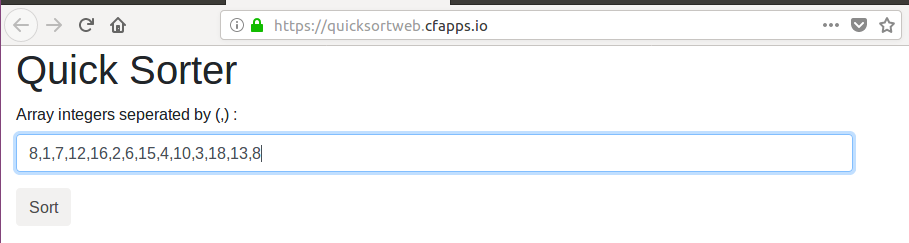 https://quicksortweb.cfapps.io
Quick Sorter
Array integers seperated by (,) :
8,1,7,12,16,2,6,15,4,10,3,18,13,8
Sort